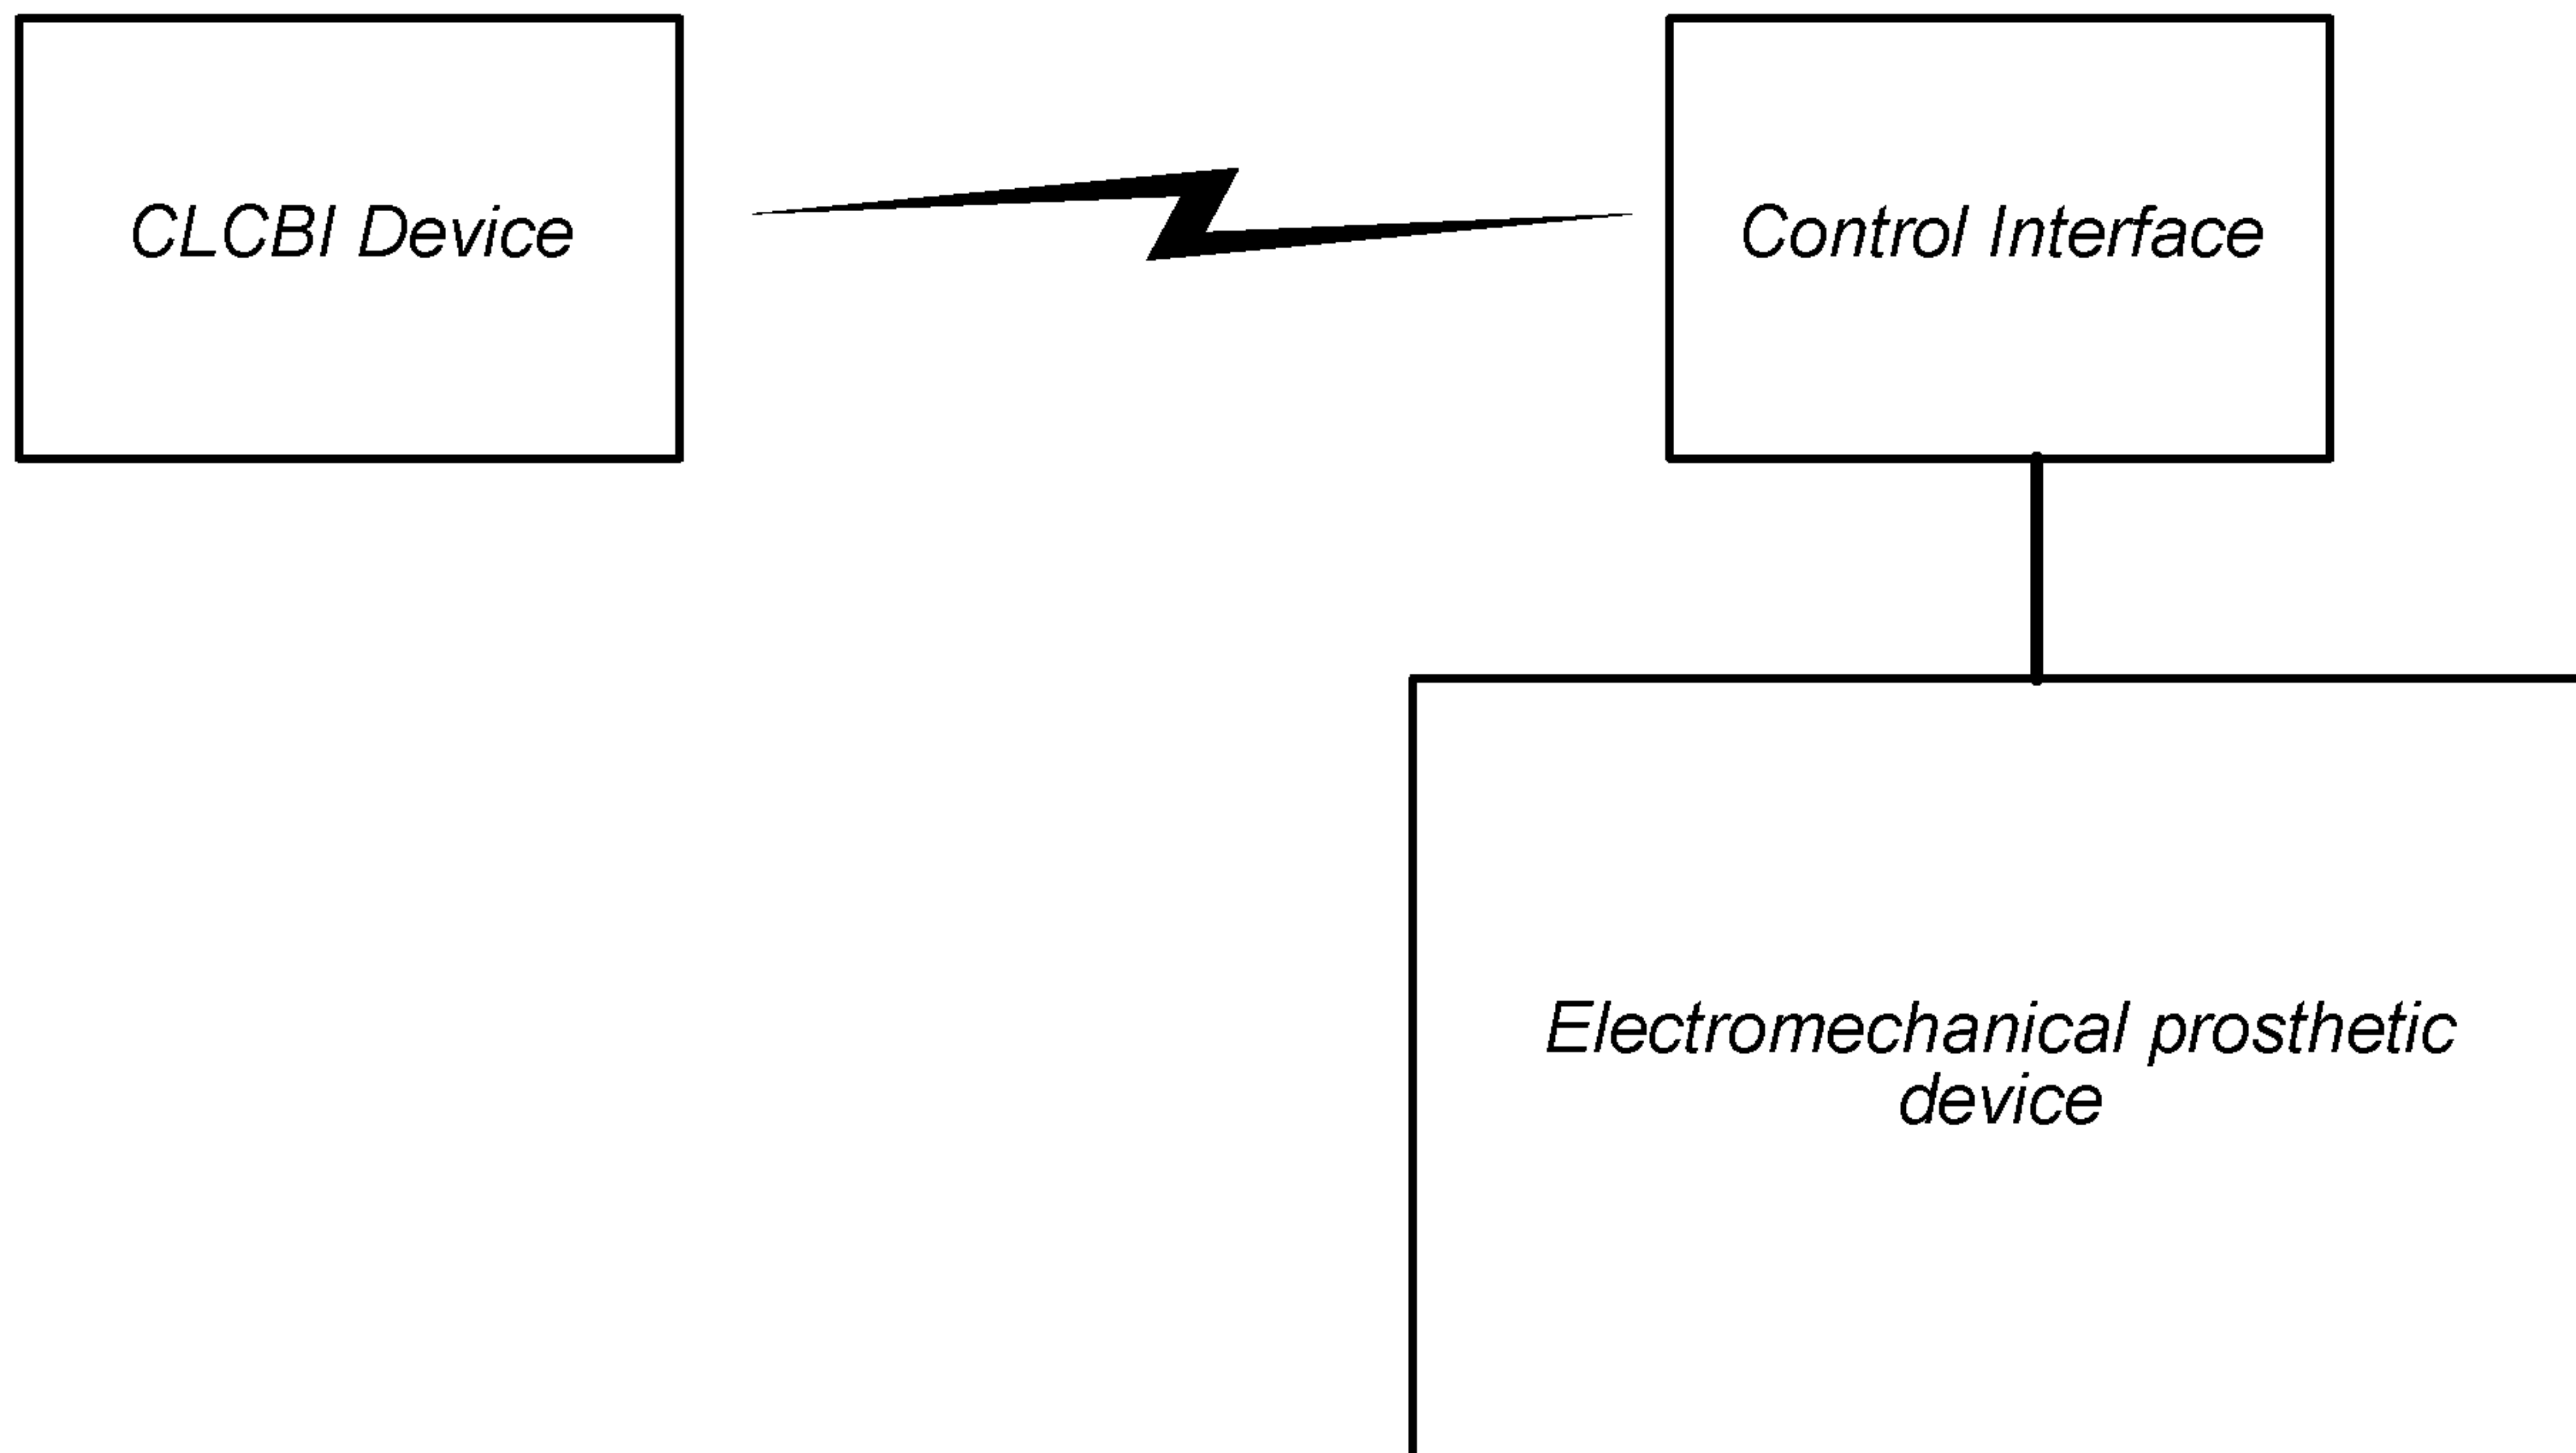 CLCBI Device
Control Interface
Electromechanical prosthetic
device